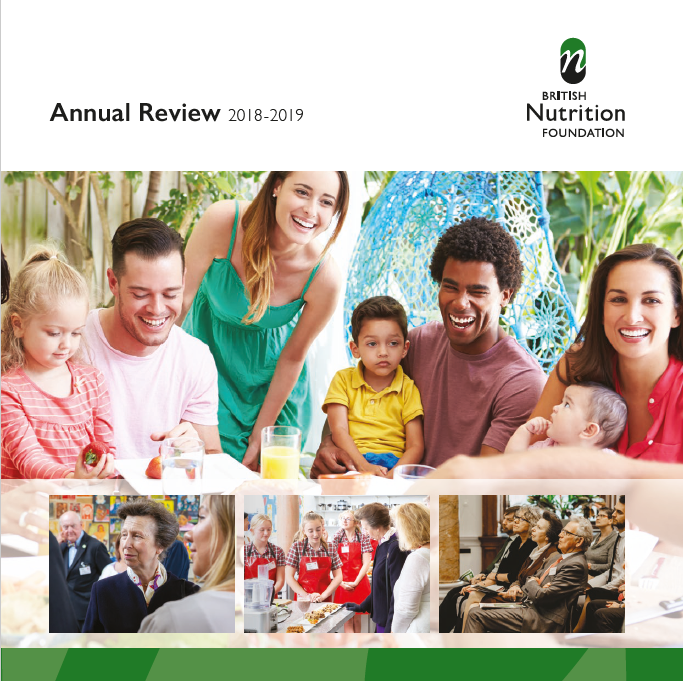 Annual Review 2018-2019
n
BRITISH
Nutrition
FOUNDATION